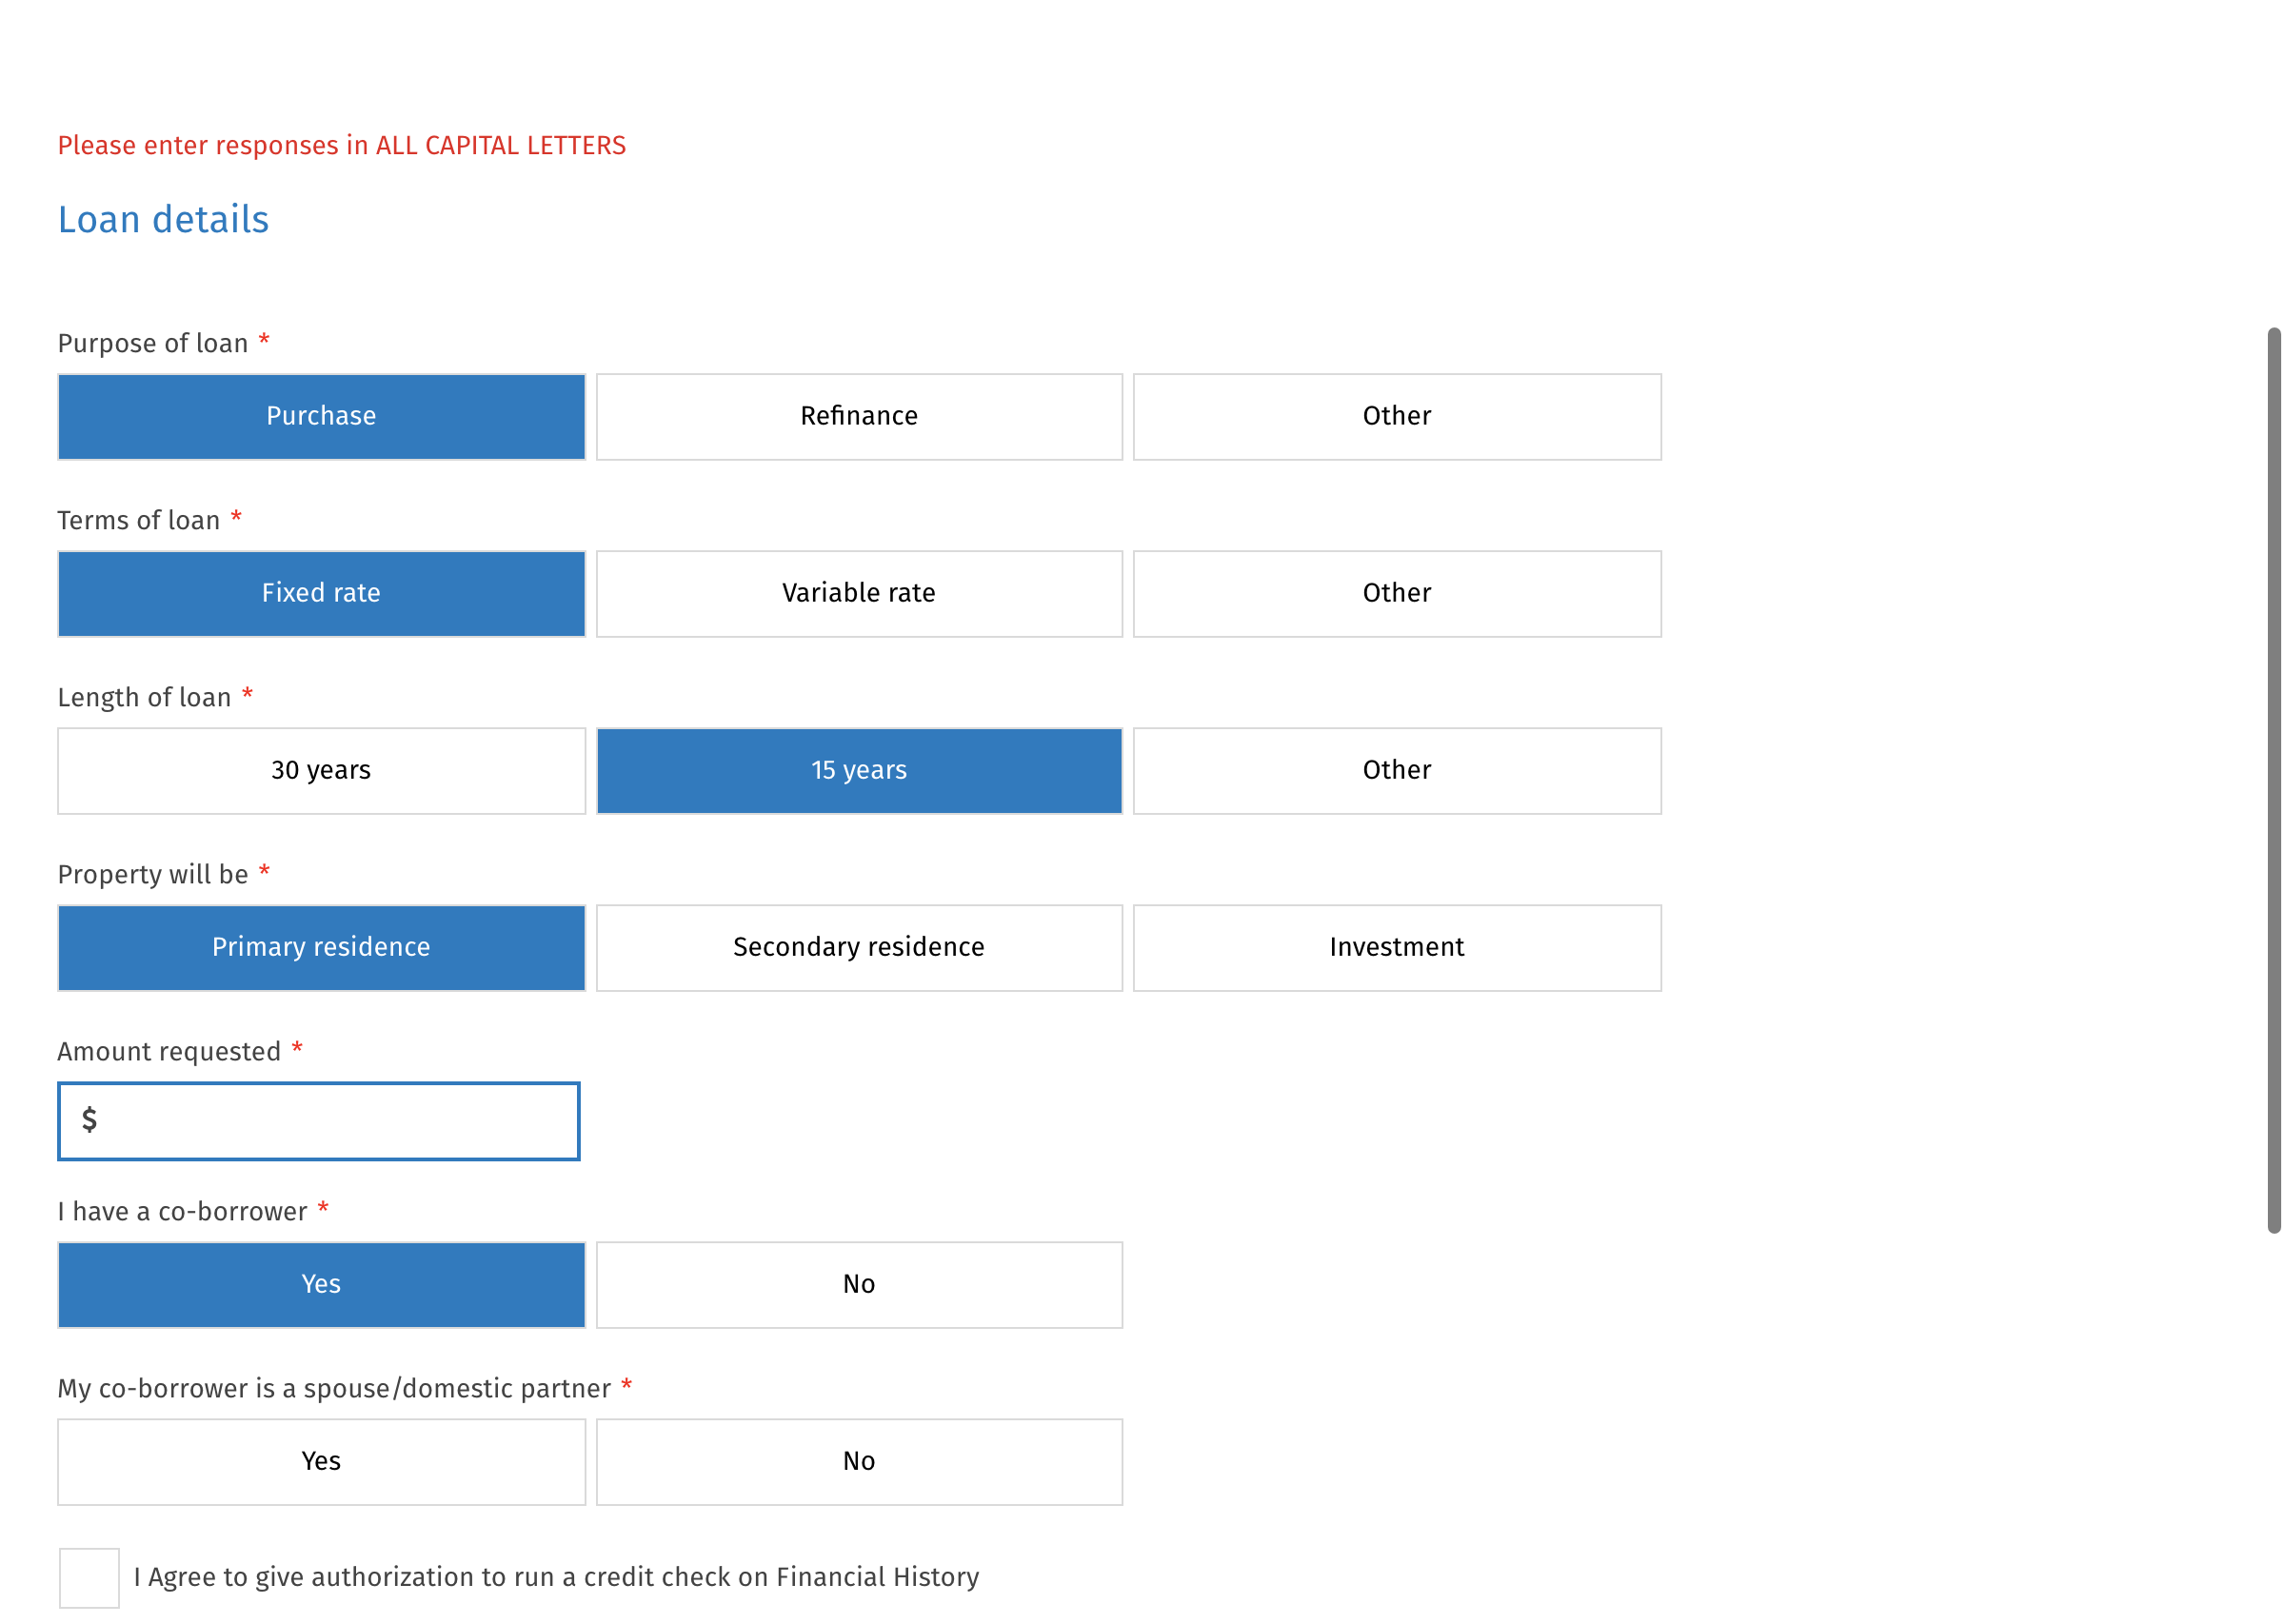 Please enter responses in ALL CAPITAL LETTERS
Loan details
Purpose of loan *
Purchase Refinance Other
Terms of loan *
Fixed rate Variable rate Other
Length of loan *
30 years 15 years Other
Property will be *
Primary residence Secondary residence Investment
Amount requested *
$
I have a co-borrower *
Yes No
My co-borrower is a spouse/domestic partner *
Yes No
I Agree to give authorization to run a credit check on Financial History